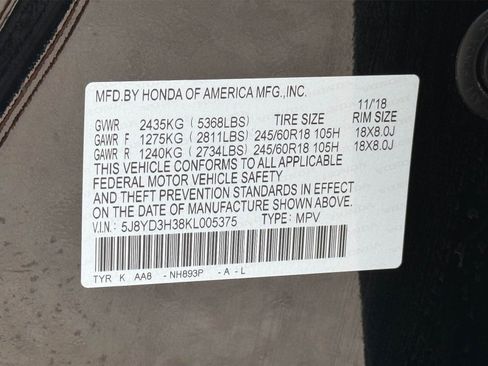 MFD.BY HONDA OF AMERICA MFG.,INC.
11/'18
GVWR 2435KG (5368LBS) TIRE SIZE RIM SIZE
GAWR F 1275KG (2811LBS) 245/60R18 105H 18X8.0J
GAWR R 1240KG (2734LBS) 245/60R18 105H 18X8.0J
THIS VEHICLE CONFORMS TO ALL APPLICABLE
FEDERAL MOTOR VEHICLE SAFETY
AND THEFT PREVENTION STANDARDS IN EFFECT
ON THE DATE OF MANUFACTURE SHOWN ABOVE.
V.I.N.: 5J8YD3H38KL005375 TYPE: MPV
TYR K AA8 -NH893P -A-L